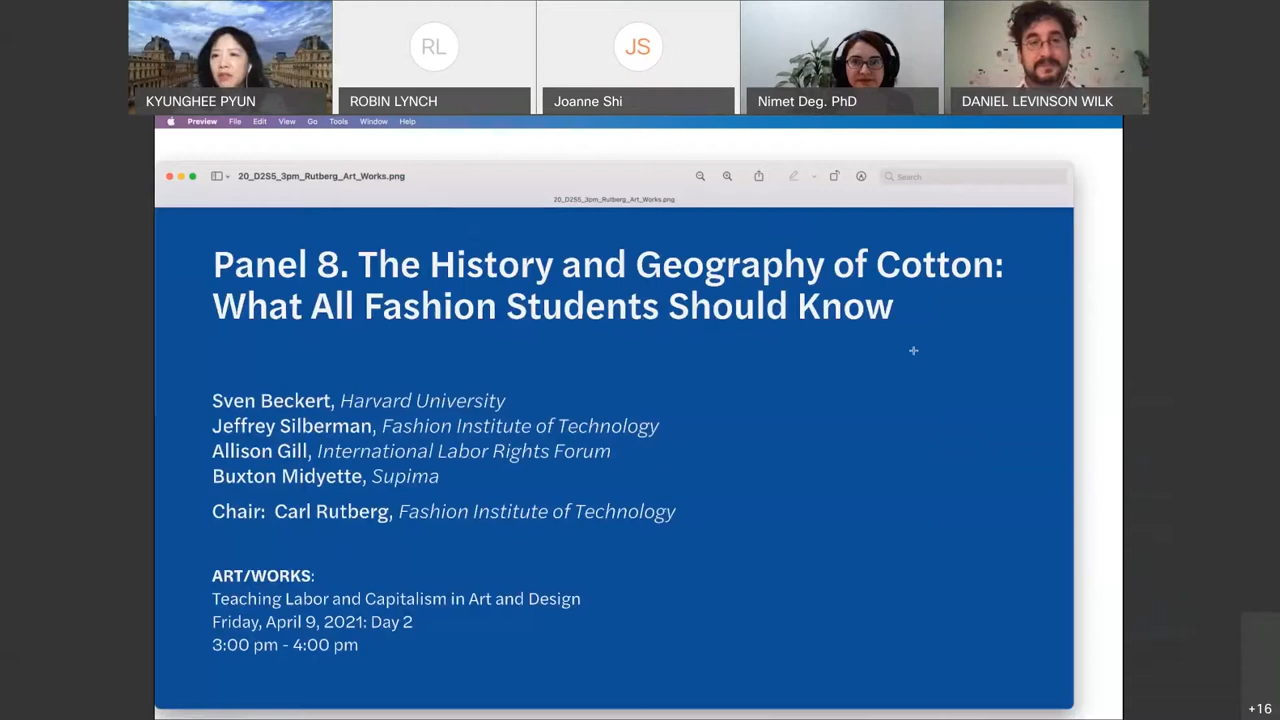 RL
JS
KYUNGHEE PYUN
ROBIN LYNCH
Joanne Shi
Nimet Deg. PhD
DANIEL LEVINSON WILK
Preview File Edit View Go Tools Window Help
20_D2S5_3pm_Rutberg_Art_Works.png
Search
20_D2S5_3pm_Rutberg_Art_Works.png
Panel 8. The History and Geography of Cotton:
What All Fashion Students Should Know
Sven Beckert, Harvard University
Jeffrey Silberman, Fashion Institute of Technology
Allison Gill, International Labor Rights Forum
Buxton Midyette, Supima
Chair: Carl Rutberg, Fashion Institute of Technology
ART/WORKS:
Teaching Labor and Capitalism in Art and Design
Friday, April 9, 2021: Day 2
3:00 pm - 4:00 pm
+16